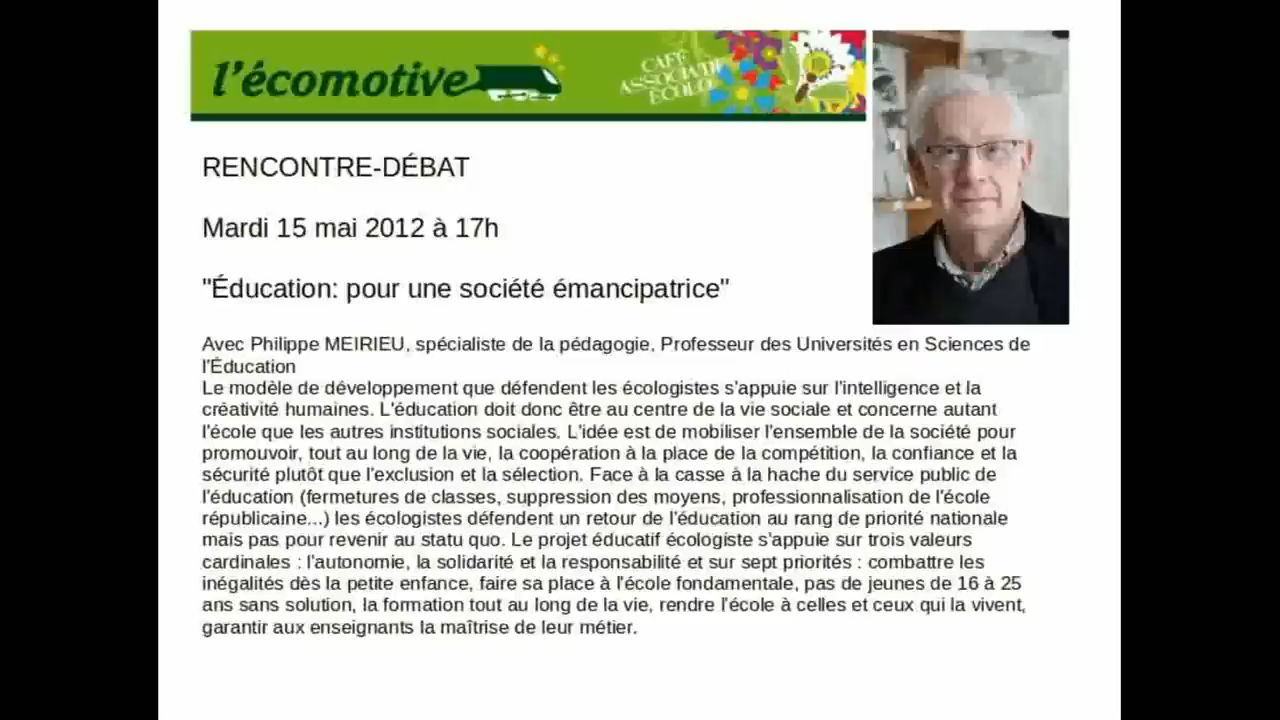 l'écomotive
CAFÉ
ASSOCIATIF
ÉCOLO
RENCONTRE-DÉBAT
Mardi 15 mai 2012 à 17h
"Éducation: pour une société émancipatrice"
Avec Philippe MEIRIEU, spécialiste de la pédagogie, Professeur des Universités en Sciences de
l'Éducation
Le modèle de développement que défendent les écologistes s'appuie sur l'intelligence et la
créativité humaines. L'éducation doit donc être au centre de la vie sociale et concerne autant
l'école que les autres institutions sociales. L'idée est de mobiliser l'ensemble de la société pour
promouvoir, tout au long de la vie, la coopération à la place de la compétition, la confiance et la
sécurité plutôt que l'exclusion et la sélection. Face à la casse à la hache du service public de
l'éducation (fermetures de classes, suppression des moyens, professionnalisation de l'école
républicaine...) les écologistes défendent un retour de l'éducation au rang de priorité nationale
mais pas pour revenir au statu quo. Le projet éducatif écologiste s'appuie sur trois valeurs
cardinales : l'autonomie, la solidarité et la responsabilité et sur sept priorités : combattre les
inégalités dès la petite enfance, faire sa place à l'école fondamentale, pas de jeunes de 16 à 25
ans sans solution, la formation tout au long de la vie, rendre l'école à celles et ceux qui la vivent,
garantir aux enseignants la maîtrise de leur métier.